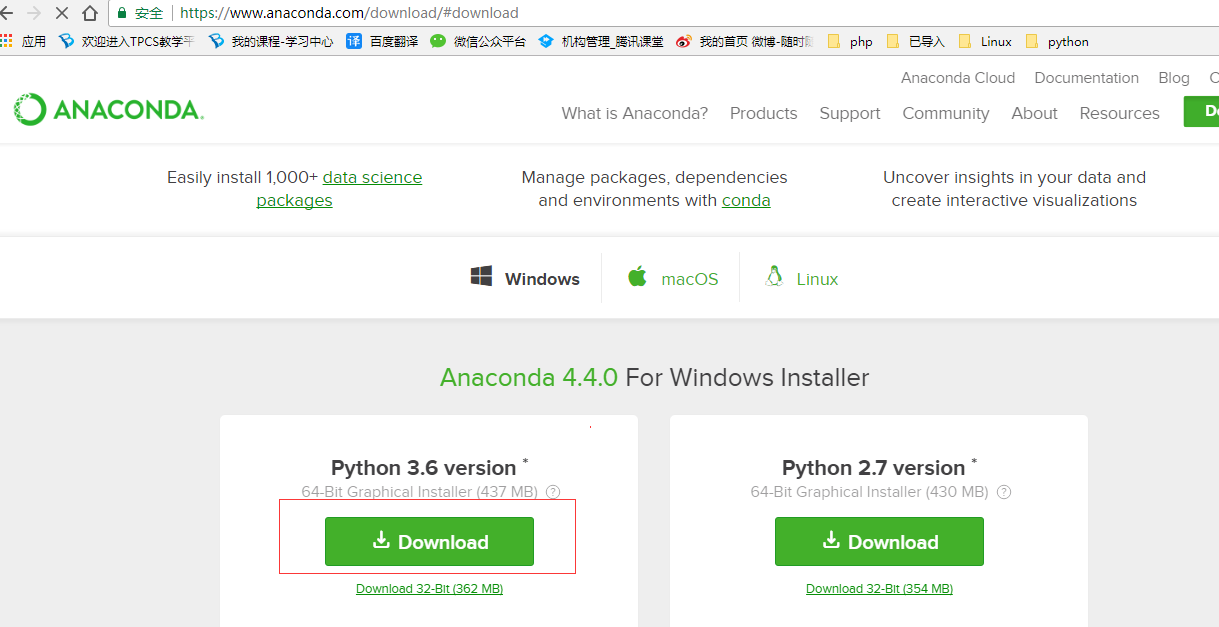 安全 https://www.anaconda.com/download/#download
应用 欢迎进入TPCS教学平 我的课程-学习中心 百度翻译 微信公众平台 机构管理_腾讯课堂 我的首页 微博-随时随 php 已导入 Linux python
Anaconda Cloud Documentation Blog
ANACONDA.
What is Anaconda? Products Support Community About Resources
Easily install 1,000+ data science
packages
Manage packages, dependencies
and environments with conda
Uncover insights in your data and
create interactive visualizations
Windows macOS Linux
Anaconda 4.4.0 For Windows Installer
Python 3.6 version *
64-Bit Graphical Installer (437 MB) ?
Download
Download 32-Bit (362 MB)
Python 2.7 version *
64-Bit Graphical Installer (430 MB) ?
Download
Download 32-Bit (354 MB)